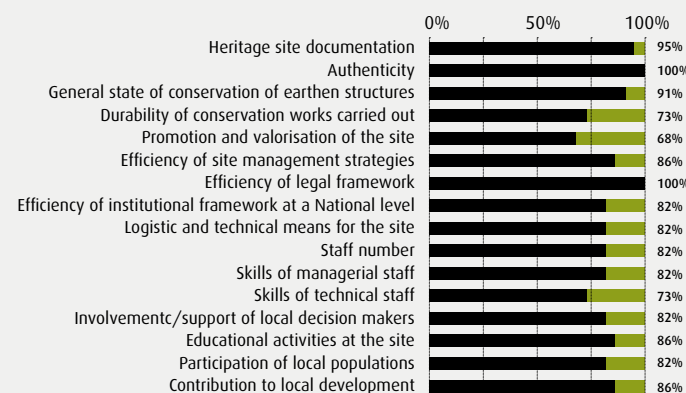 0% 50% 100%
Heritage site documentation 95%
Authenticity 100%
General state of conservation of earthen structures 91%
Durability of conservation works carried out 73%
Promotion and valorisation of the site 68%
Efficiency of site management strategies 86%
Efficiency of legal framework 100%
Efficiency of institutional framework at a National level 82%
Logistic and technical means for the site 82%
Staff number 82%
Skills of managerial staff 82%
Skills of technical staff 73%
Involvementc/support of local decision makers 82%
Educational activities at the site 86%
Participation of local populations 82%
Contribution to local development 86%